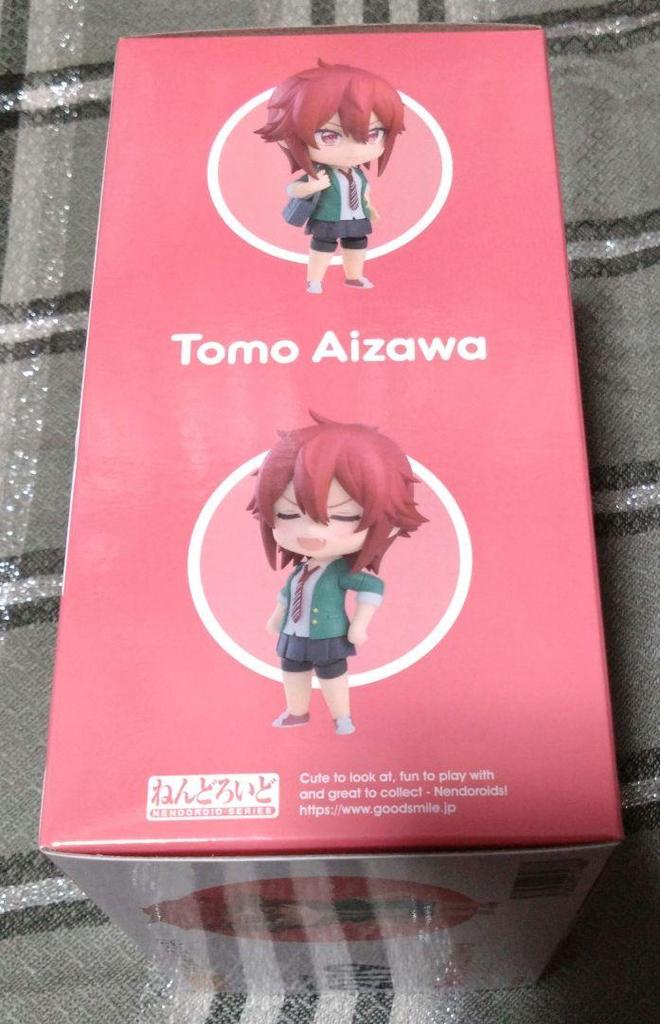 Tomo Aizawa
ねんどろいど
NENDOROID SERIES
Cute to look at, fun to play with
and great to collect - Nendoroids!
https://www.goodsmile.jp